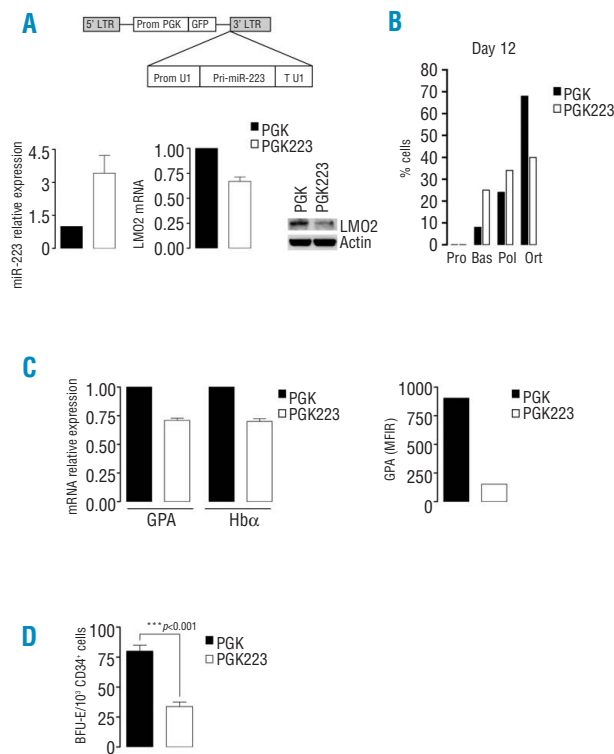 A
5' LTR
Prom PGK
GFP
3' LTR
Prom U1
Pri-miR-223
T U1
miR-223 relative expression
4.5
3
1.5
0
LMO2 mRNA
1.00
0.75
0.50
0.25
0.00
PGK
PGK223
PGK
PGK223
LMO2
Actin
B
Day 12
% cells
80
70
60
50
40
30
20
10
0
PGK
PGK223
Pro Bas Pol Ort
C
mRNA relative expression
1.00
0.75
0.50
0.25
0.00
PGK
PGK223
GPA
Hbα
GPA (MFIR)
1000
750
500
250
0
PGK
PGK223
D
BFU-E/10³ CD34⁺ cells
100
75
50
25
0
***p<0.001
PGK
PGK223